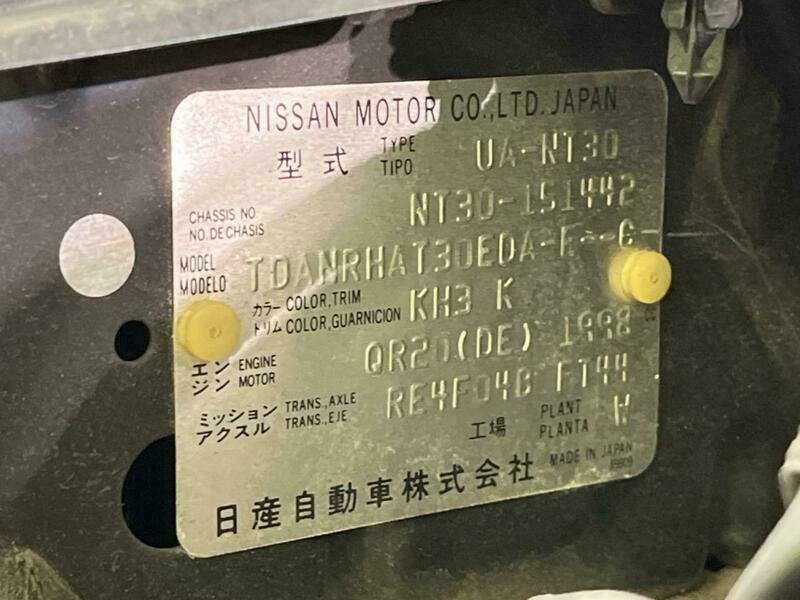 NISSAN MOTOR CO.,LTD. JAPAN
型式 TYPE TIPO UA-NT30
CHASSIS NO NO. DE CHASIS NT30-151442
MODEL MODELO TDANRHAT30EDA-E--C-
カラー COLOR, TRIM
トリム COLOR, GUARNICION KH3 K
エンジン ENGINE MOTOR QR20(DE) 1998
ミッション TRANS., AXLE
アクスル TRANS., EJE RE4F04B FT44
工場 PLANT PLANTA W
日産自動車株式会社 MADE IN JAPAN